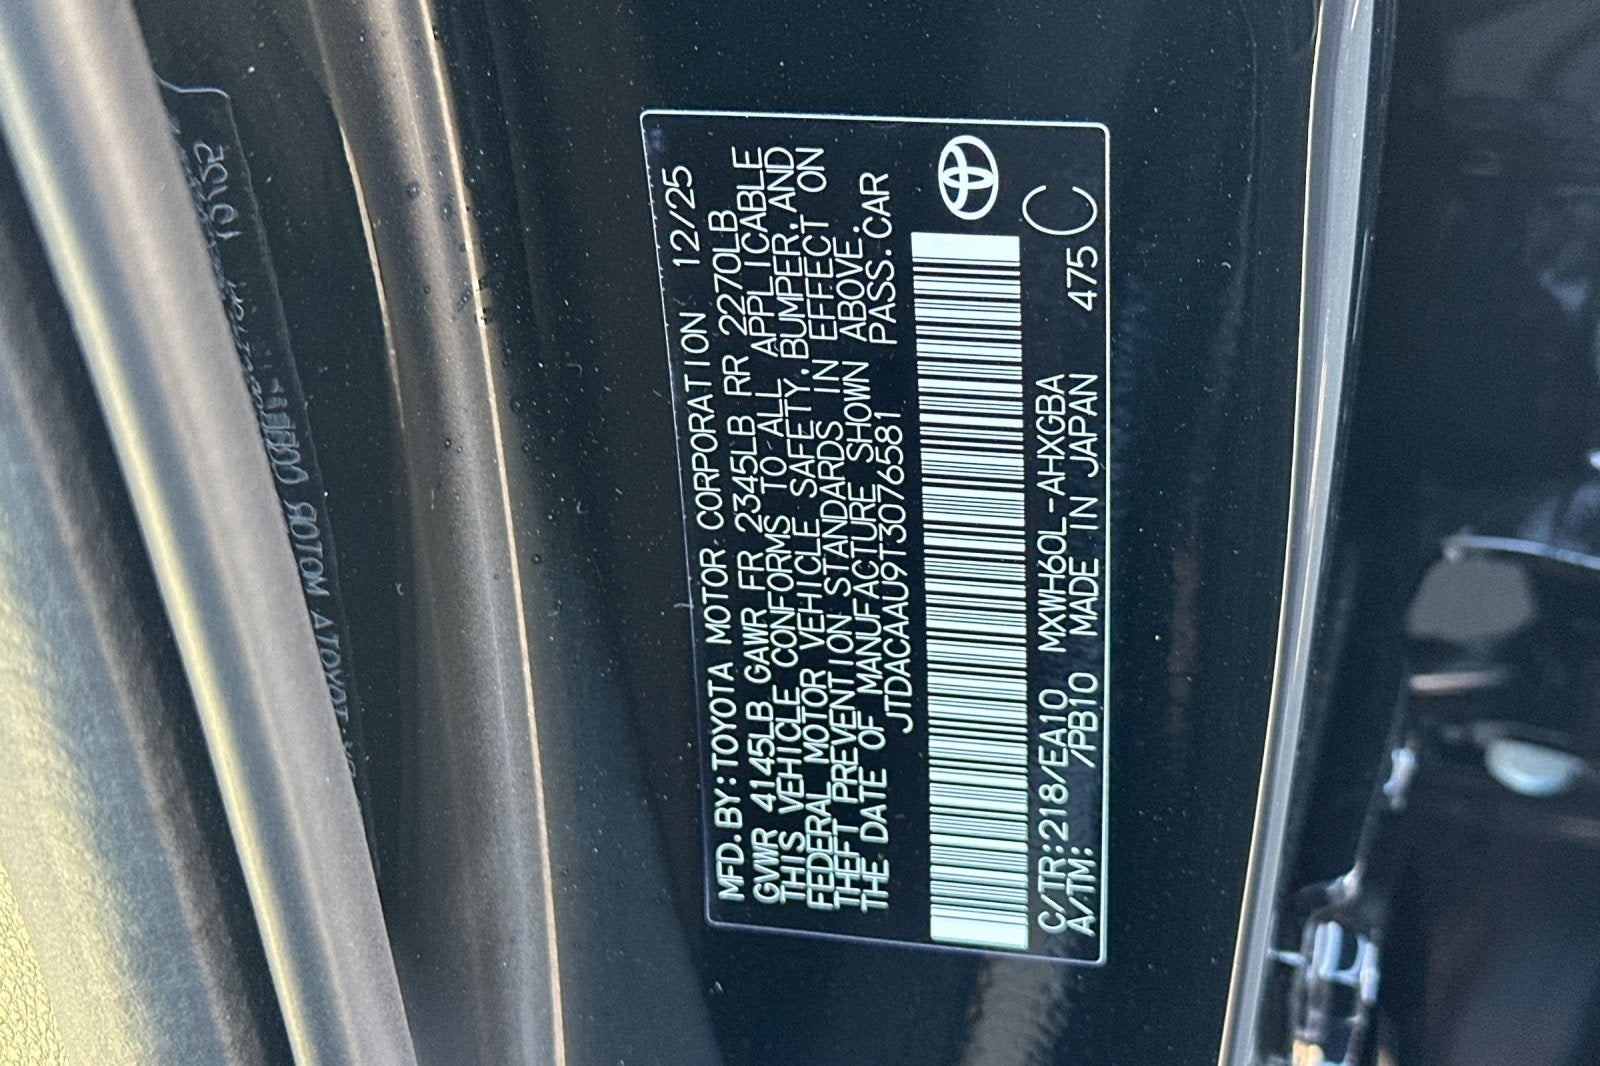 MFD.BY:TOYOTA MOTOR CORPORATION 12/25
GVWR 4145LB GAWR FR 2345LB RR 2270LB
THIS VEHICLE CONFORMS TO ALL APPLICABLE
FEDERAL MOTOR VEHICLE SAFETY,BUMPER,AND
THEFT PREVENTION STANDARDS IN EFFECT ON
THE DATE OF MANUFACTURE SHOWN ABOVE.
JTDACAAU9T3076581 PASS.CAR
C/TR:218/EA10 MXWH60L-AHXGBA 475
A/TM: /PB10 MADE IN JAPAN C